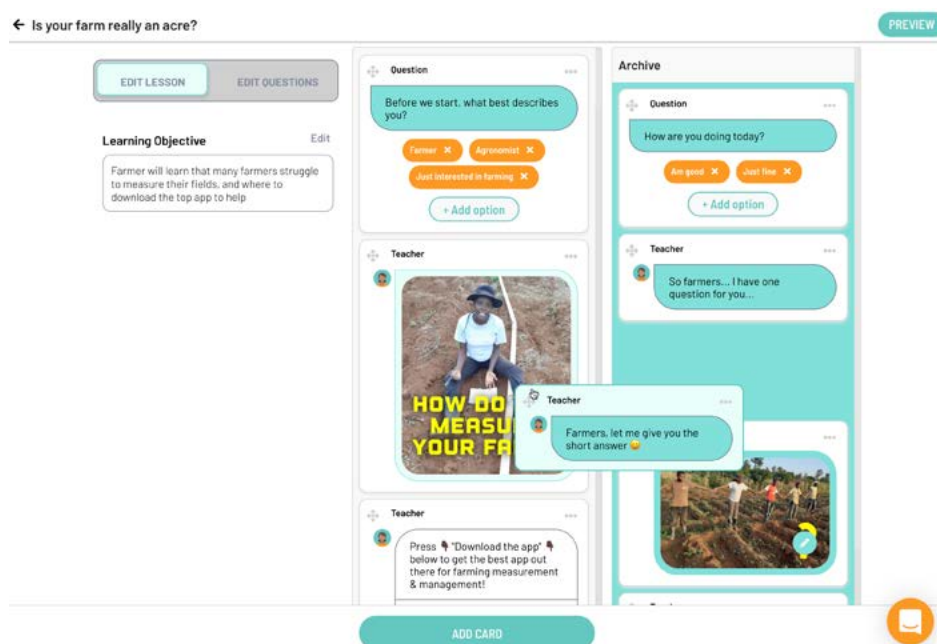 ← Is your farm really an acre?
PREVIEW
EDIT LESSON
EDIT QUESTIONS
Learning Objective
Edit
Farmer will learn that many farmers struggle
to measure their fields, and where to
download the top app to help
Question
Before we start, what best describes
you?
Farmer ✕
Agronomist ✕
Just interested in farming ✕
+ Add option
Teacher
HOW DO
MEASU
YOUR FA
Teacher
Press 👇🏿 "Download the app" 👇🏿
below to get the best app out
there for farming measurement
& management!
Archive
Question
How are you doing today?
Am good ✕
Just fine ✕
+ Add option
Teacher
So farmers... I have one
question for you...
Teacher
Farmers, let me give you the
short answer 😀
?
ADD CARD